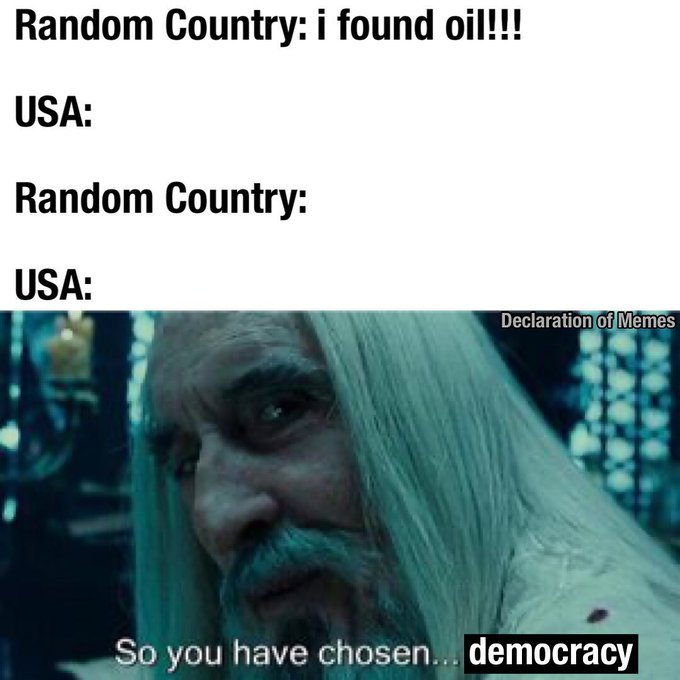 Random Country: i found oil!!!
USA:
Random Country:
USA:
Declaration of Memes
So you have chosen... democracy